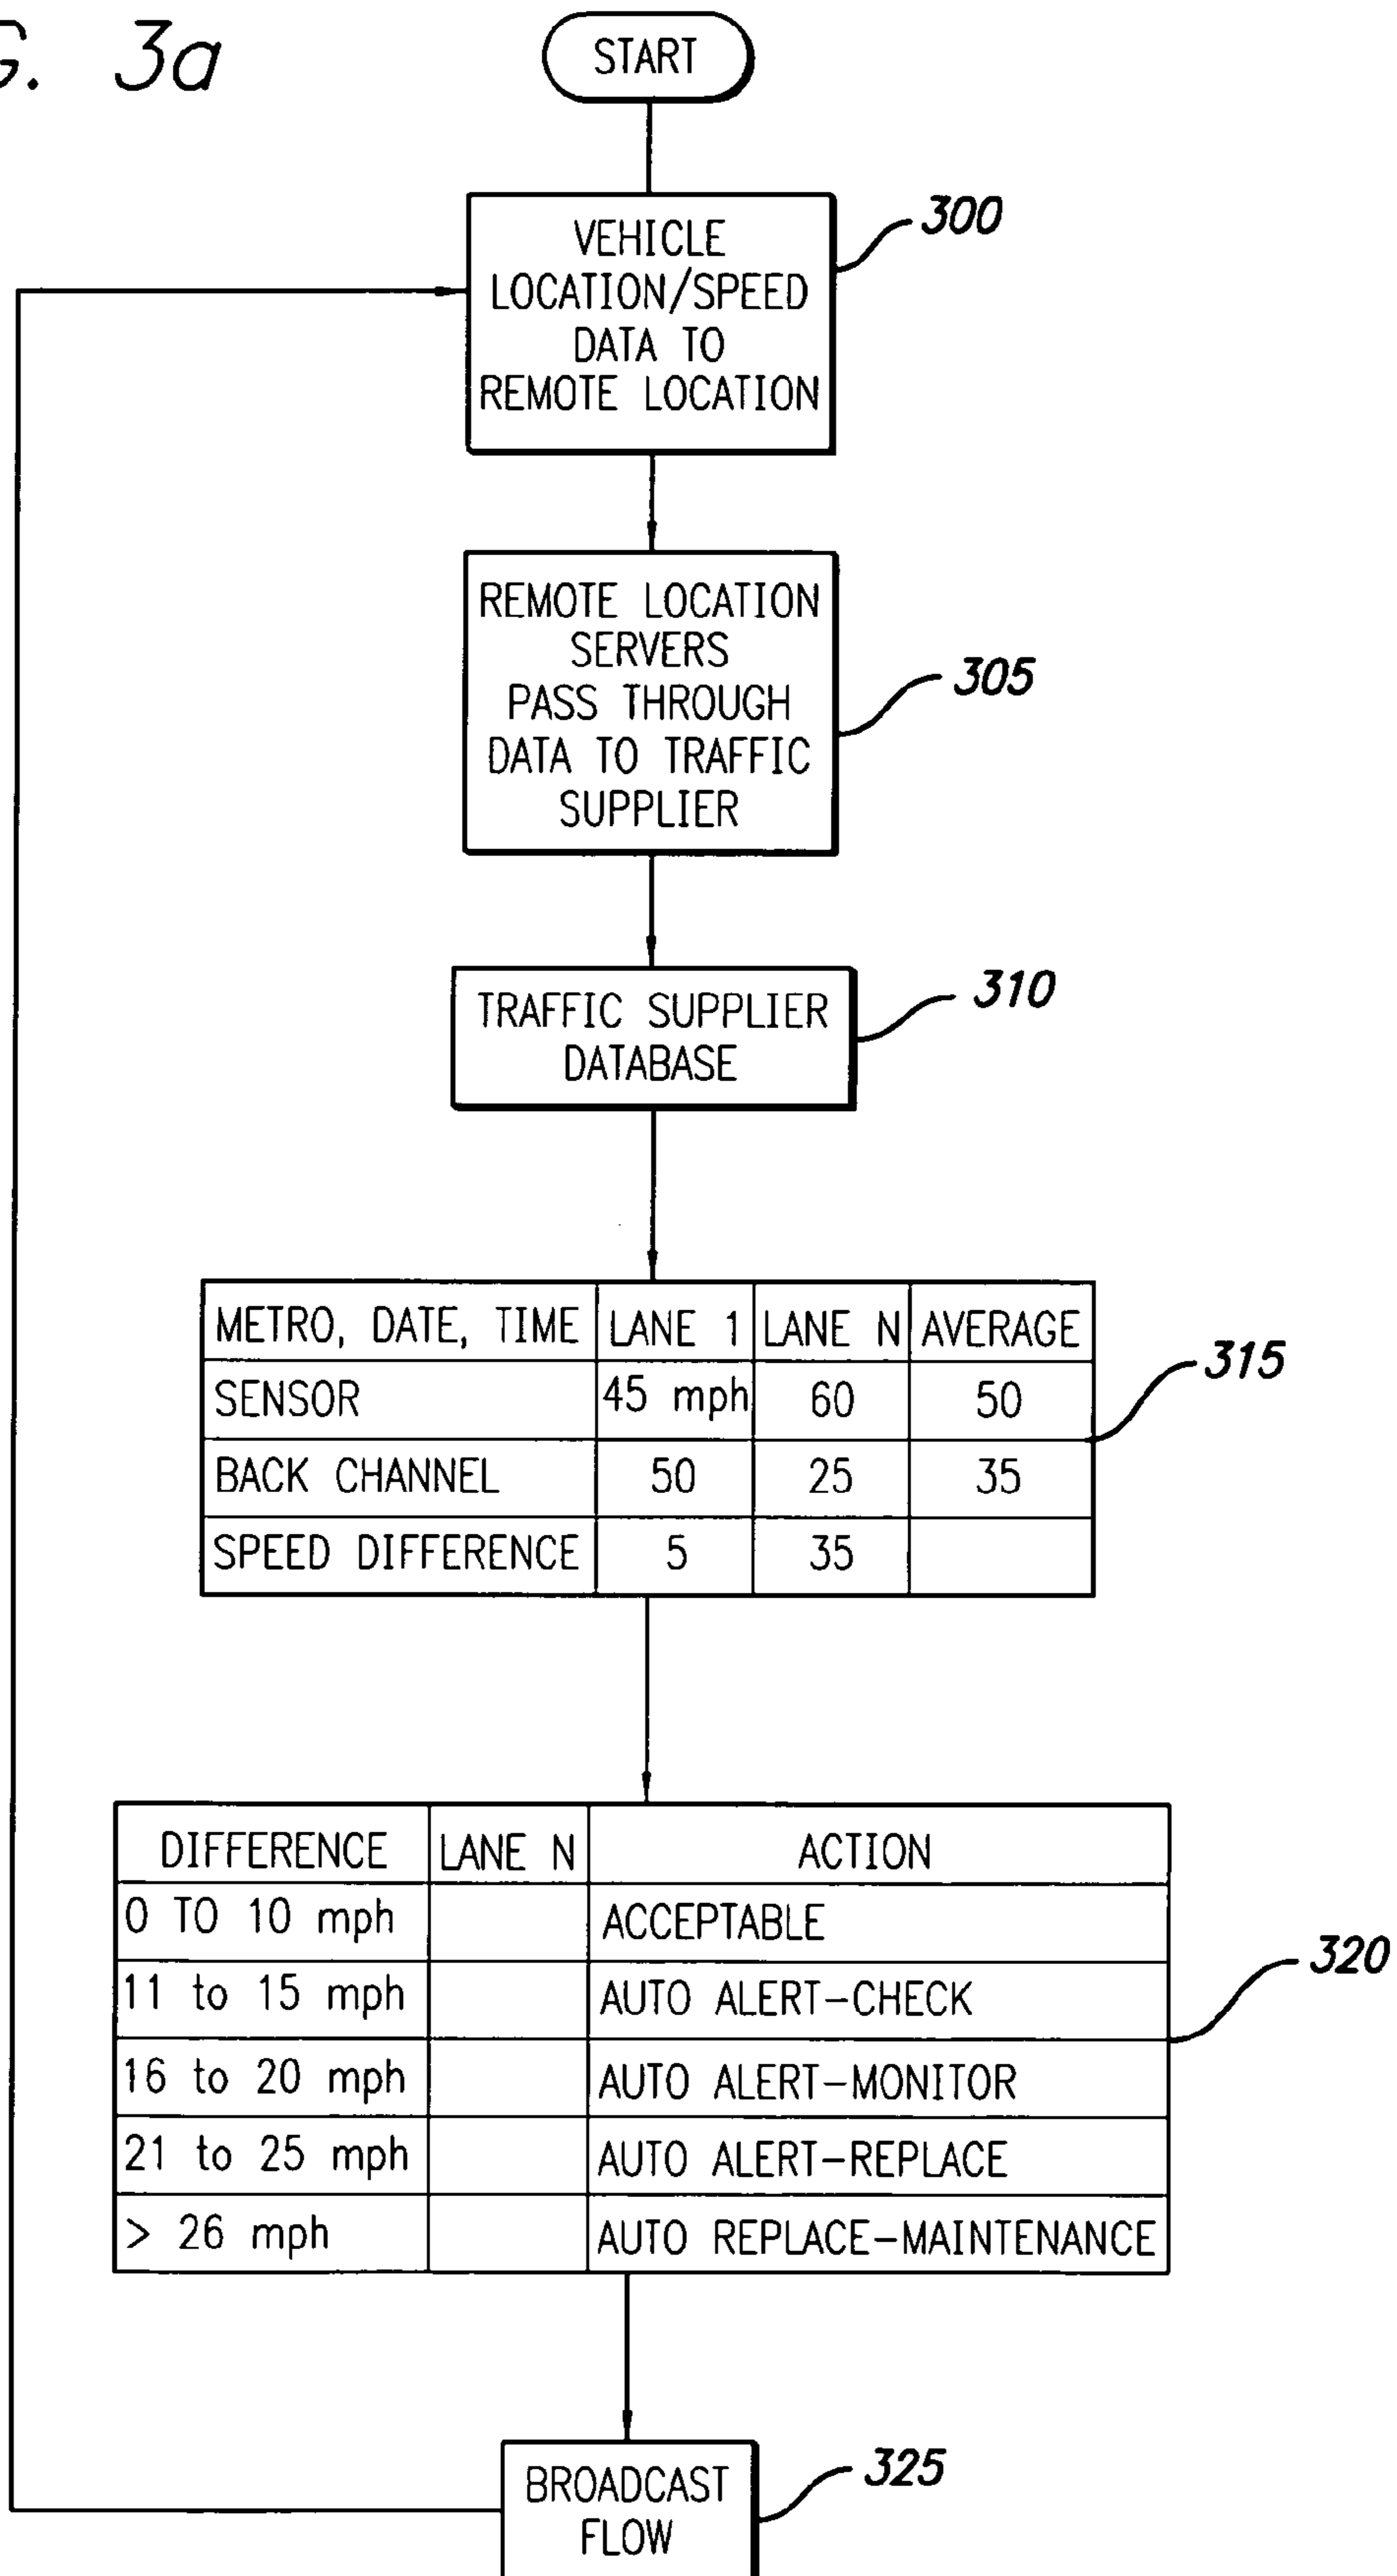 G. 3a
START
VEHICLE
LOCATION/SPEED
DATA TO
REMOTE LOCATION
300
REMOTE LOCATION
SERVERS
PASS THROUGH
DATA TO TRAFFIC
SUPPLIER
305
TRAFFIC SUPPLIER
DATABASE
310
METRO, DATE, TIME LANE 1 LANE N AVERAGE
SENSOR 45 mph 60 50
BACK CHANNEL 50 25 35
SPEED DIFFERENCE 5 35
315
DIFFERENCE LANE N ACTION
0 TO 10 mph ACCEPTABLE
11 to 15 mph AUTO ALERT-CHECK
16 to 20 mph AUTO ALERT-MONITOR
21 to 25 mph AUTO ALERT-REPLACE
> 26 mph AUTO REPLACE-MAINTENANCE
320
BROADCAST
FLOW
325